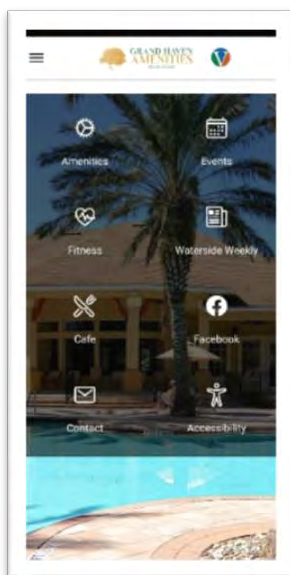 GRAND HAVEN
AMENITIES
Amenities
Events
Fitness
Waterside Weekly
Cafe
Facebook
Contact
Accessibility